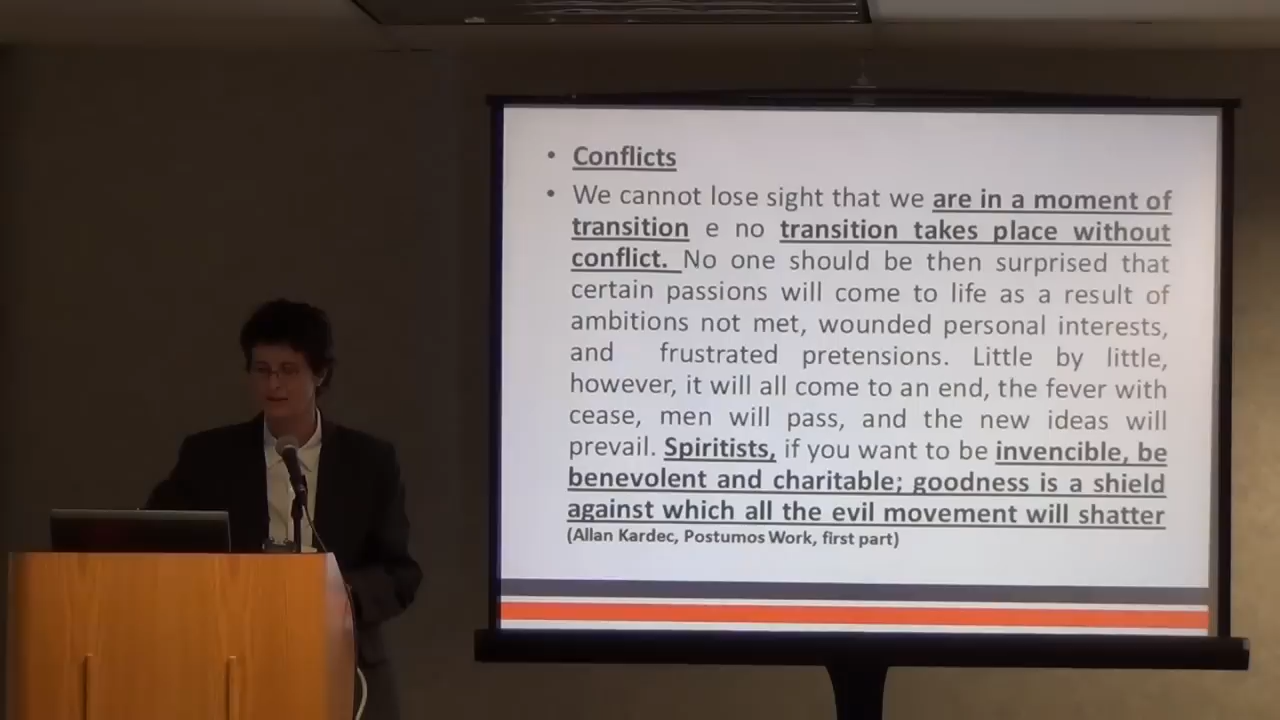 • Conflicts
• We cannot lose sight that we are in a moment of
transition e no transition takes place without
conflict. No one should be then surprised that
certain passions will come to life as a result of
ambitions not met, wounded personal interests,
and frustrated pretensions. Little by little,
however, it will all come to an end, the fever with
cease, men will pass, and the new ideas will
prevail. Spiritists, if you want to be invencible, be
benevolent and charitable; goodness is a shield
against which all the evil movement will shatter
(Allan Kardec, Postumos Work, first part)